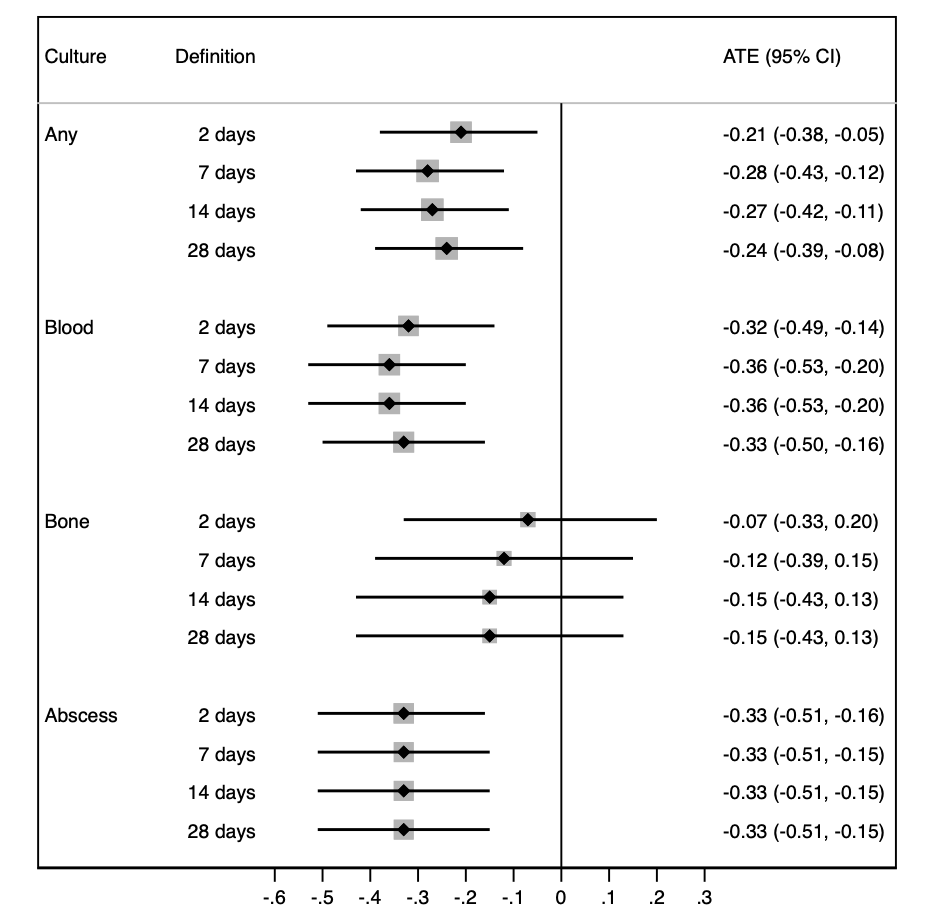 Culture Definition ATE (95% CI)
Any 2 days -0.21 (-0.38, -0.05)
7 days -0.28 (-0.43, -0.12)
14 days -0.27 (-0.42, -0.11)
28 days -0.24 (-0.39, -0.08)
Blood 2 days -0.32 (-0.49, -0.14)
7 days -0.36 (-0.53, -0.20)
14 days -0.36 (-0.53, -0.20)
28 days -0.33 (-0.50, -0.16)
Bone 2 days -0.07 (-0.33, 0.20)
7 days -0.12 (-0.39, 0.15)
14 days -0.15 (-0.43, 0.13)
28 days -0.15 (-0.43, 0.13)
Abscess 2 days -0.33 (-0.51, -0.16)
7 days -0.33 (-0.51, -0.15)
14 days -0.33 (-0.51, -0.15)
28 days -0.33 (-0.51, -0.15)
-.6 -.5 -.4 -.3 -.2 -.1 0 .1 .2 .3